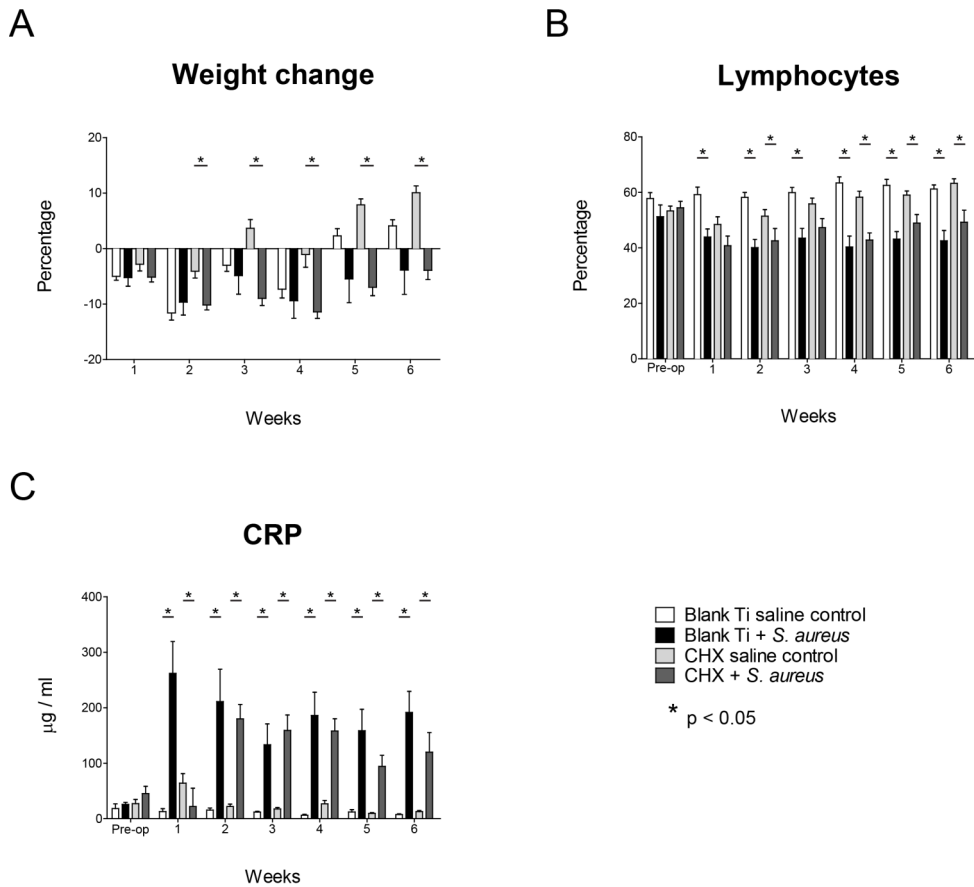 A
Weight change
*
*
*
*
*
20
10
0
-10
-20
Percentage
1 2 3 4 5 6
Weeks
B
Lymphocytes
* * * * * * * * * *
80
60
40
20
0
Percentage
Pre-op 1 2 3 4 5 6
Weeks
C
CRP
* * * * * * * * * * * *
400
300
200
100
0
µg / ml
Pre-op 1 2 3 4 5 6
Weeks
Blank Ti saline control
Blank Ti + S. aureus
CHX saline control
CHX + S. aureus
* p < 0.05